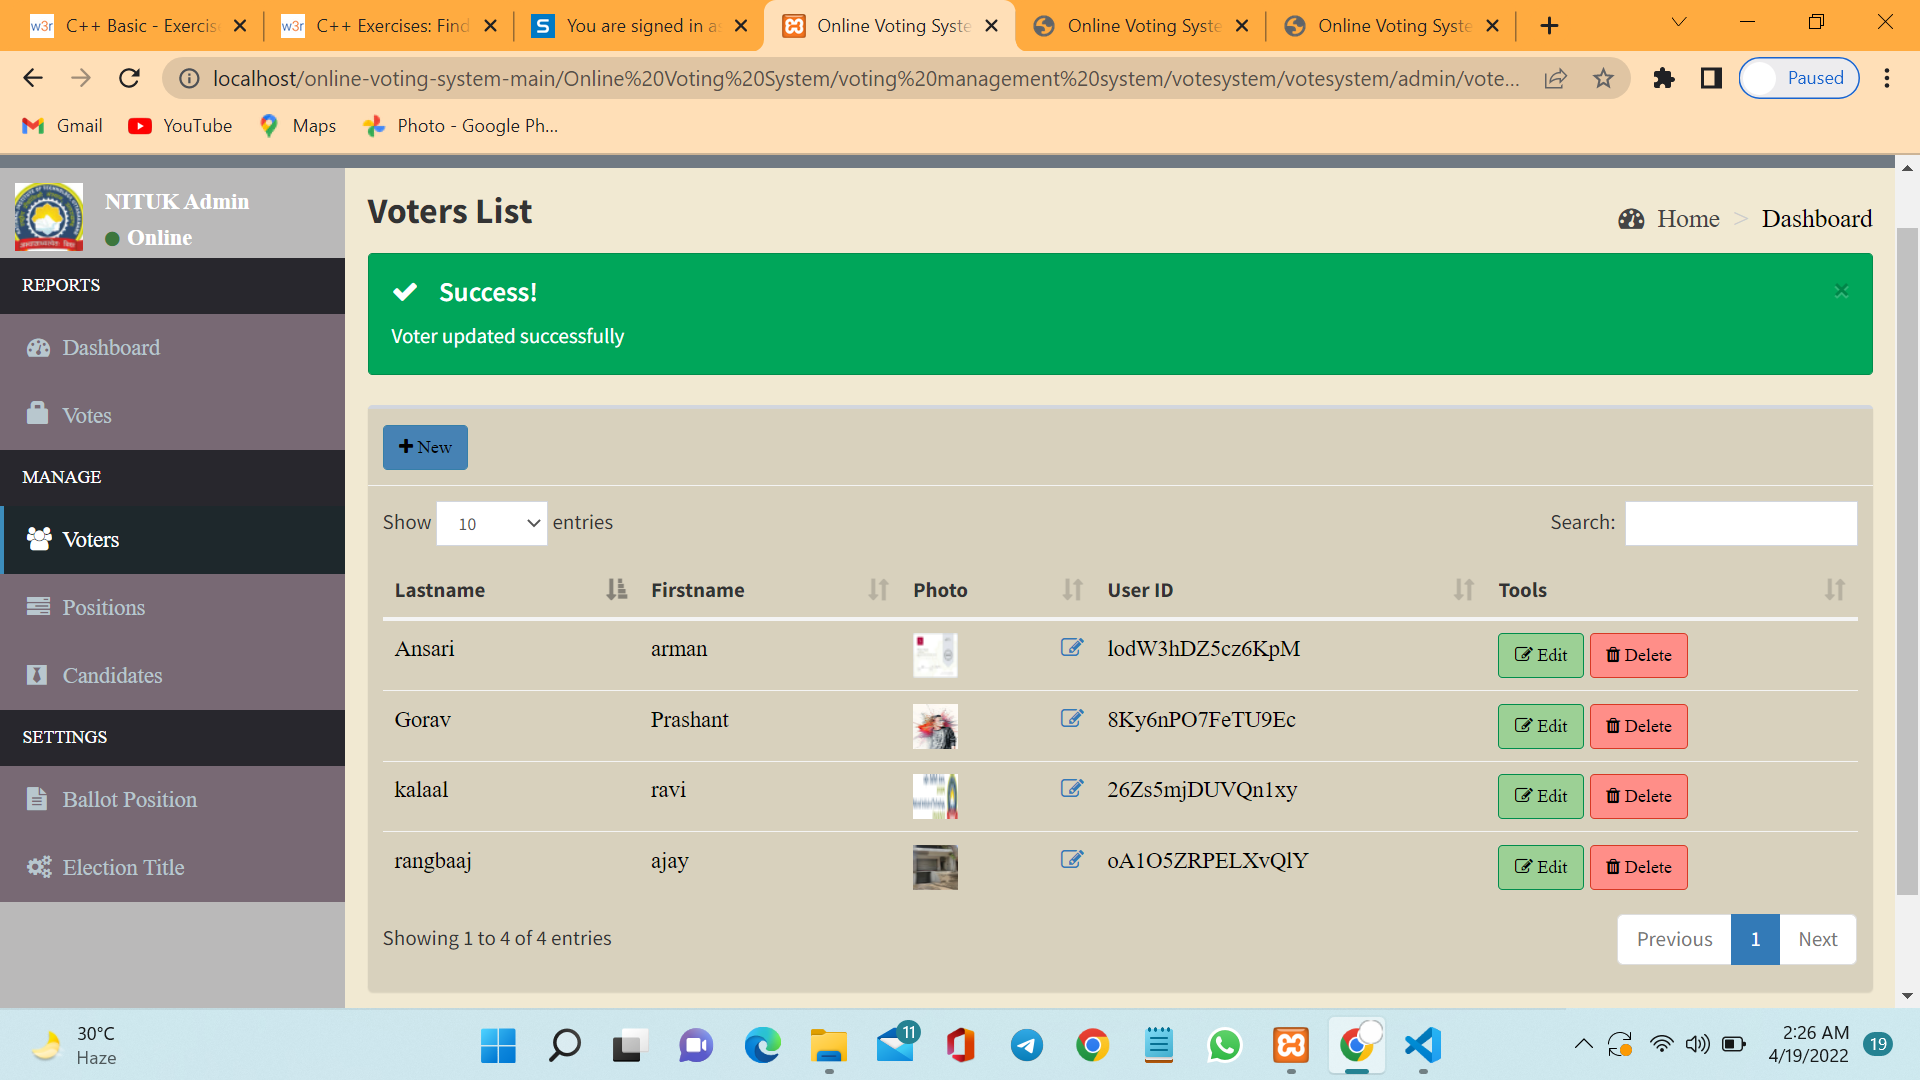 C++ Basic - Exercis
C++ Exercises: Find
You are signed in as
Online Voting Syste
Online Voting Syste
Online Voting Syste
localhost/online-voting-system-main/Online%20Voting%20System/voting%20management%20system/votesystem/votesystem/admin/vote...
Paused
Gmail
YouTube
Maps
Photo - Google Ph...
NITUK Admin
Online
REPORTS
Dashboard
Votes
MANAGE
Voters
Positions
Candidates
SETTINGS
Ballot Position
Election Title
Voters List
Home > Dashboard
Success!
Voter updated successfully
New
Show 10 entries
Search:
Lastname Firstname Photo User ID Tools
Ansari arman lodW3hDZ5cz6KpM Edit Delete
Gorav Prashant 8Ky6nPO7FeTU9Ec Edit Delete
kalaal ravi 26Zs5mjDUVQn1xy Edit Delete
rangbaaj ajay oA1O5ZRPELXvQlY Edit Delete
Showing 1 to 4 of 4 entries
Previous 1 Next
30°C
Haze
11
2:26 AM
4/19/2022
19